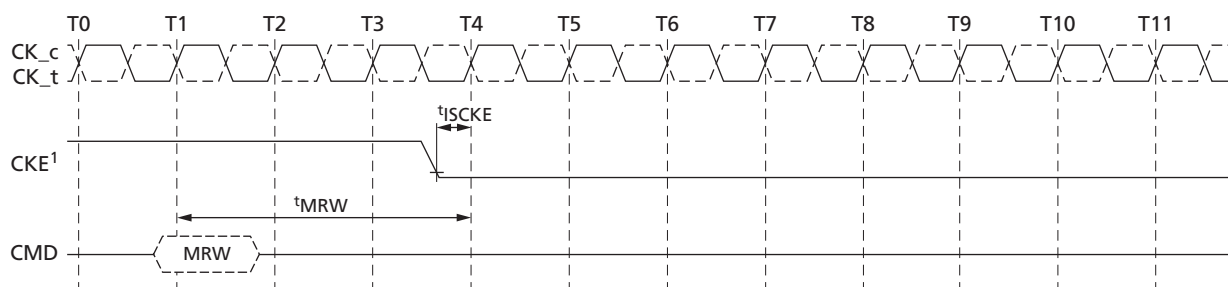 T0 T1 T2 T3 T4 T5 T6 T7 T8 T9 T10 T11
CK_c
CK_t
tISCKE
CKE1
tMRW
CMD
MRW